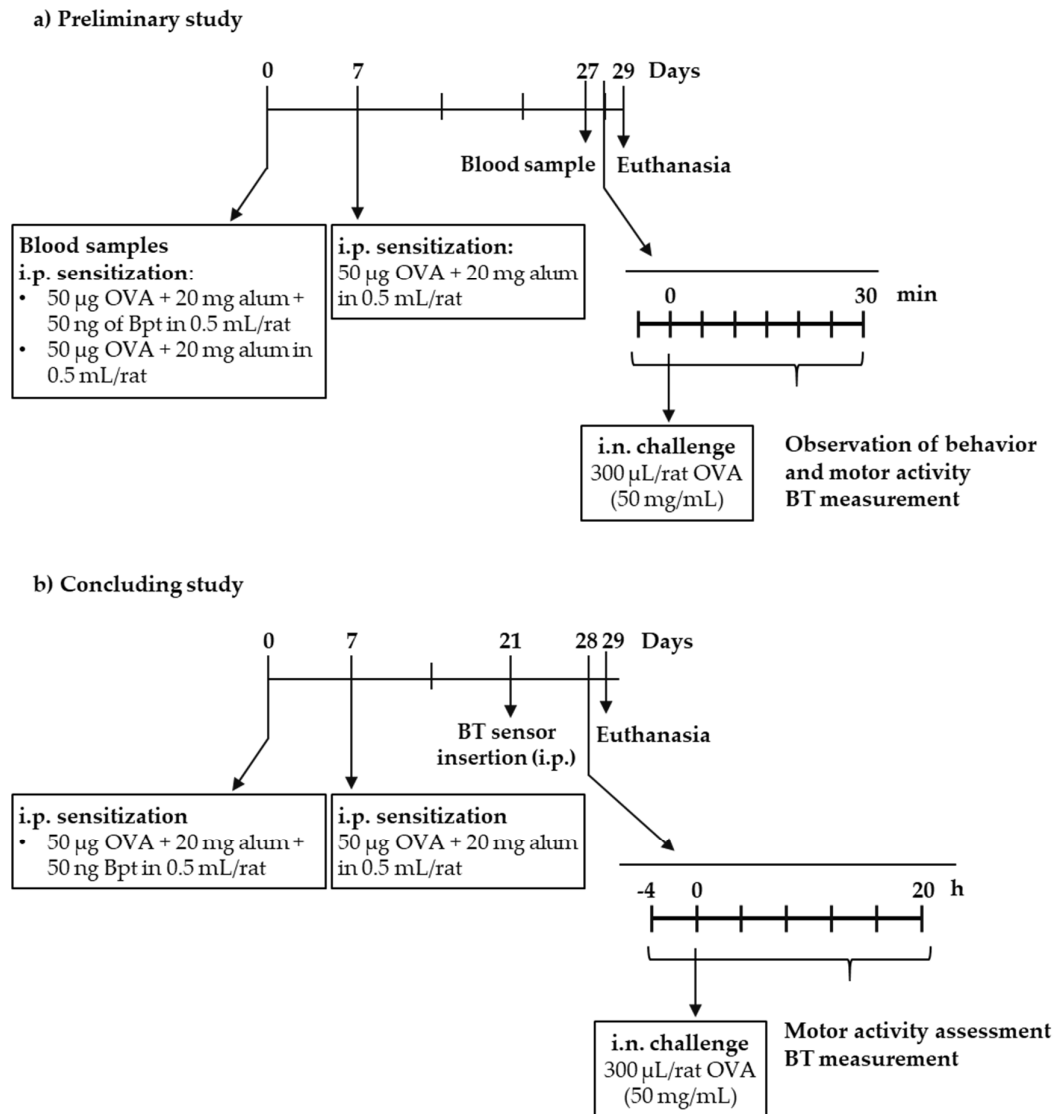 a) Preliminary study
0 7 27 29 Days
Blood sample Euthanasia
Blood samples
i.p. sensitization:
• 50 µg OVA + 20 mg alum +
50 ng of Bpt in 0.5 mL/rat
• 50 µg OVA + 20 mg alum in
0.5 mL/rat
i.p. sensitization:
50 µg OVA + 20 mg alum
in 0.5 mL/rat
0 30 min
i.n. challenge
300 µL/rat OVA
(50 mg/mL)
Observation of behavior
and motor activity
BT measurement
b) Concluding study
0 7 21 28 29 Days
BT sensor
insertion (i.p.)
Euthanasia
i.p. sensitization
• 50 µg OVA + 20 mg alum +
50 ng Bpt in 0.5 mL/rat
i.p. sensitization
50 µg OVA + 20 mg alum
in 0.5 mL/rat
-4 0 20 h
i.n. challenge
300 µL/rat OVA
(50 mg/mL)
Motor activity assessment
BT measurement